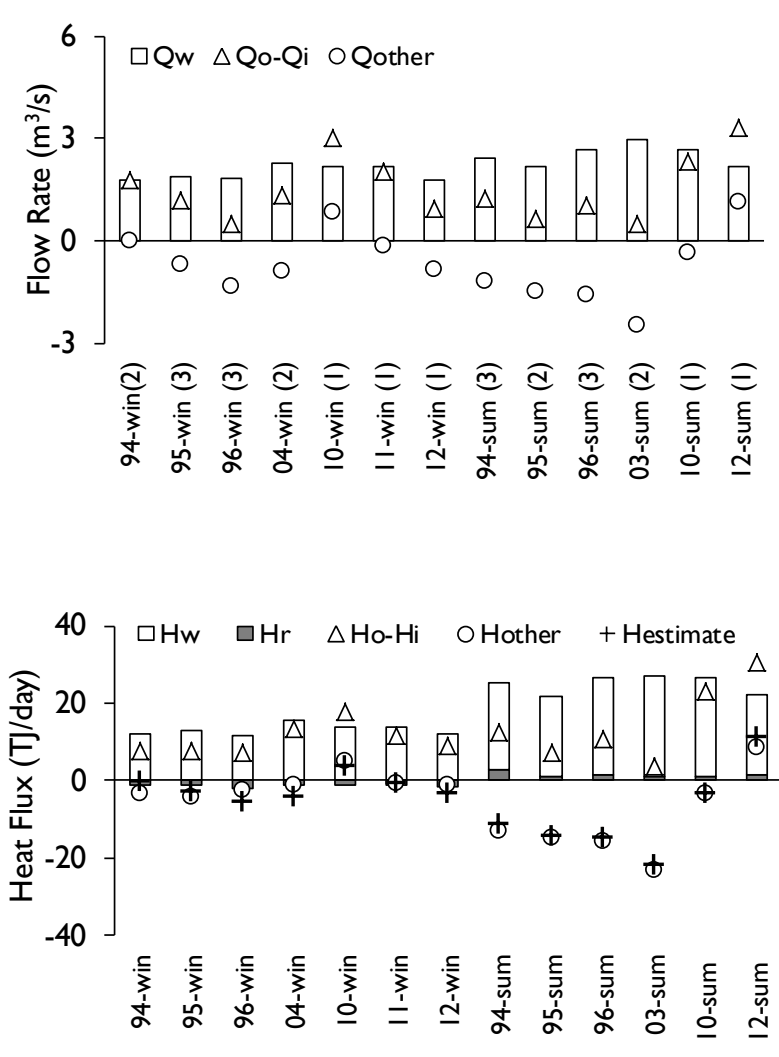 6
Qw Qo-Qi Qother
3
0
-3
Flow Rate (m³/s)
94-win(2)
95-win (3)
96-win (3)
04-win (2)
10-win (1)
11-win (1)
12-win (1)
94-sum (3)
95-sum (2)
96-sum (3)
03-sum (2)
10-sum (1)
12-sum (1)
40
Hw Hr Ho-Hi Hother Hestimate
20
0
-20
-40
Heat Flux (TJ/day)
94-win
95-win
96-win
04-win
10-win
11-win
12-win
94-sum
95-sum
96-sum
03-sum
10-sum
12-sum